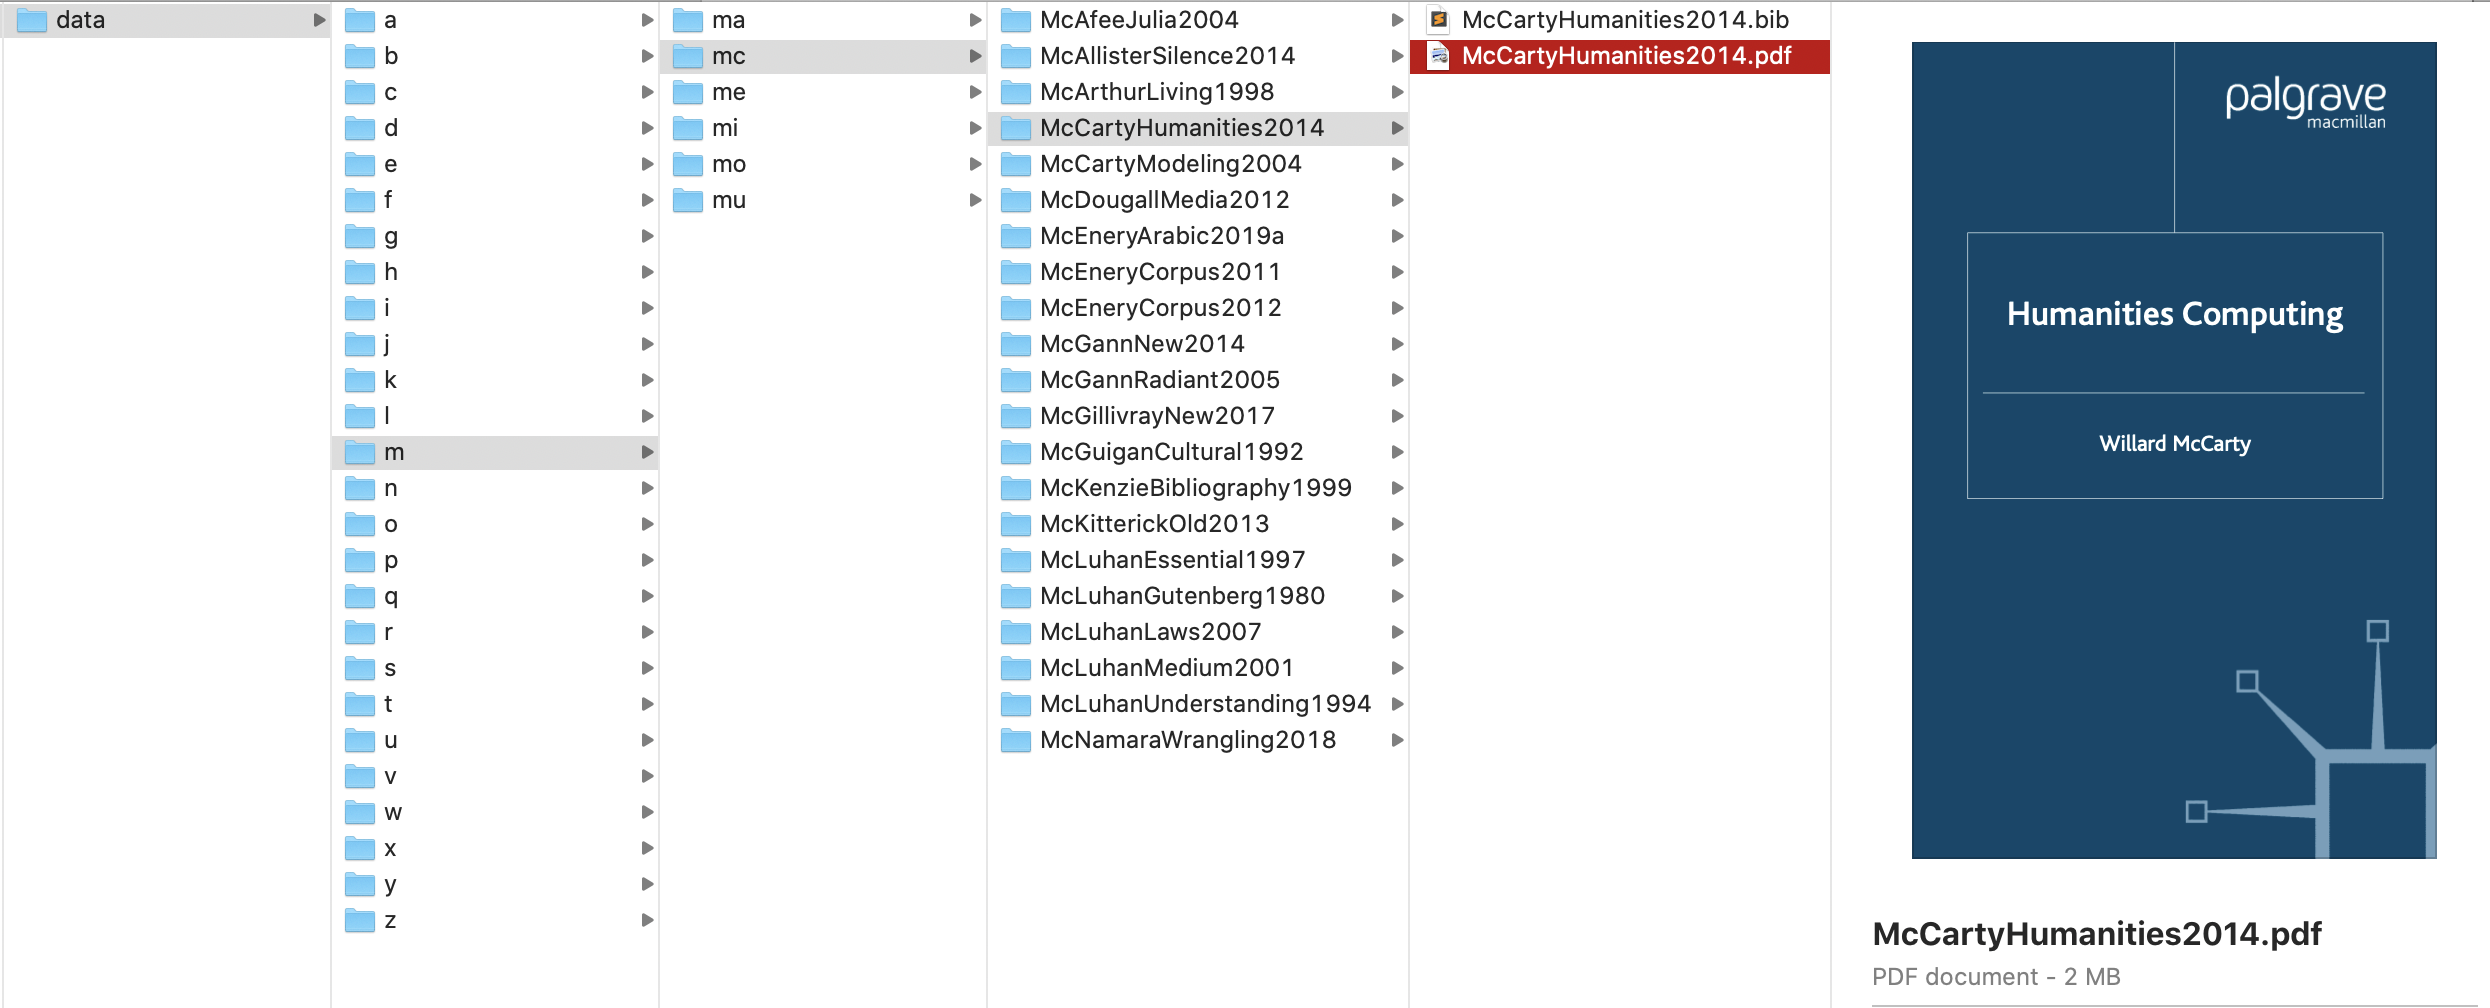 data
a
b
c
d
e
f
g
h
i
j
k
l
m
n
o
p
q
r
s
t
u
v
w
x
y
z
ma
mc
me
mi
mo
mu
McAfeeJulia2004
McAllisterSilence2014
McArthurLiving1998
McCartyHumanities2014
McCartyModeling2004
McDougallMedia2012
McEneryArabic2019a
McEneryCorpus2011
McEneryCorpus2012
McGannNew2014
McGannRadiant2005
McGillivrayNew2017
McGuiganCultural1992
McKenzieBibliography1999
McKitterickOld2013
McLuhanEssential1997
McLuhanGutenberg1980
McLuhanLaws2007
McLuhanMedium2001
McLuhanUnderstanding1994
McNamaraWrangling2018
McCartyHumanities2014.bib
McCartyHumanities2014.pdf
palgrave
macmillan
Humanities Computing
Willard McCarty
McCartyHumanities2014.pdf
PDF document - 2 MB